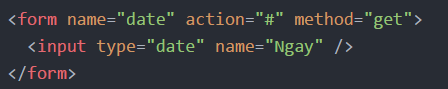 <form name="date" action="#" method="get">
  <input type="date" name="Ngay" />
</form>